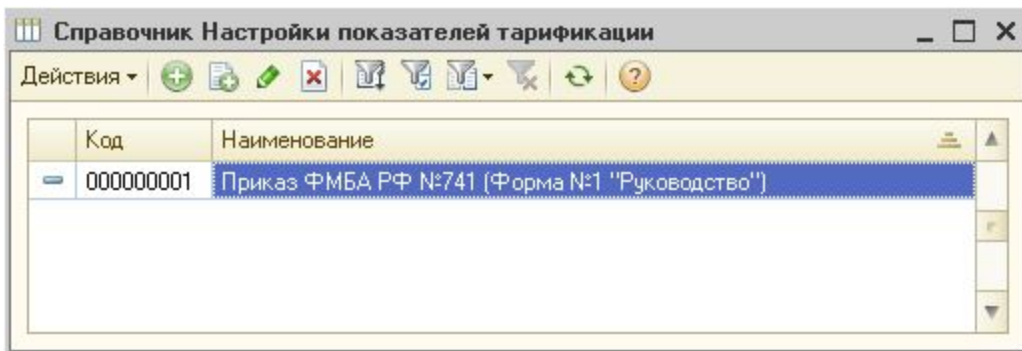 Справочник Настройки показателей тарификации
Действия
Код Наименование
000000001 Приказ ФМБА РФ №741 (Форма №1 "Руководство")